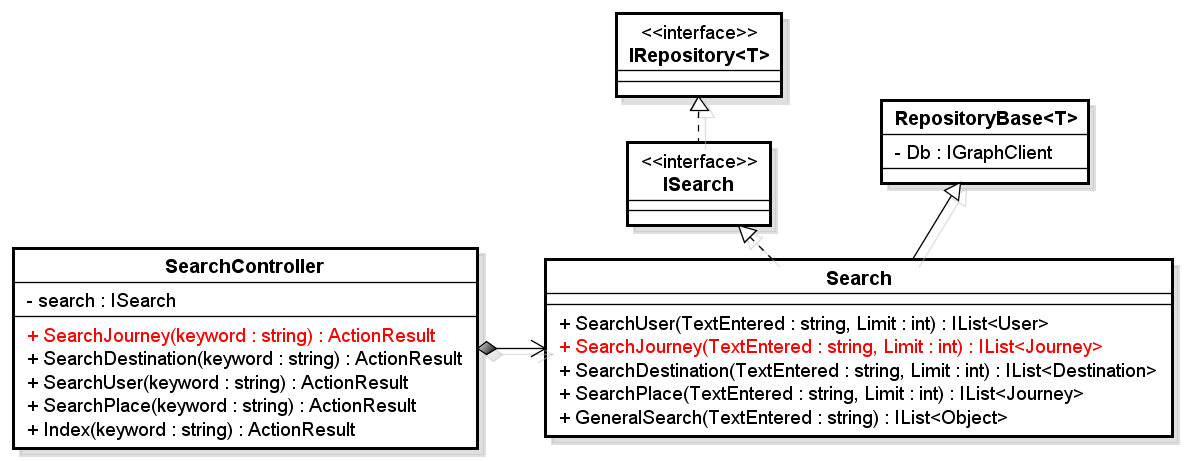 <<interface>>
IRepository<T>
RepositoryBase<T>
- Db : IGraphClient
<<interface>>
ISearch
SearchController
- search : ISearch
+ SearchJourney(keyword : string) : ActionResult
+ SearchDestination(keyword : string) : ActionResult
+ SearchUser(keyword : string) : ActionResult
+ SearchPlace(keyword : string) : ActionResult
+ Index(keyword : string) : ActionResult
Search
+ SearchUser(TextEntered : string, Limit : int) : IList<User>
+ SearchJourney(TextEntered : string, Limit : int) : IList<Journey>
+ SearchDestination(TextEntered : string, Limit : int) : IList<Destination>
+ SearchPlace(TextEntered : string, Limit : int) : IList<Journey>
+ GeneralSearch(TextEntered : string) : IList<Object>